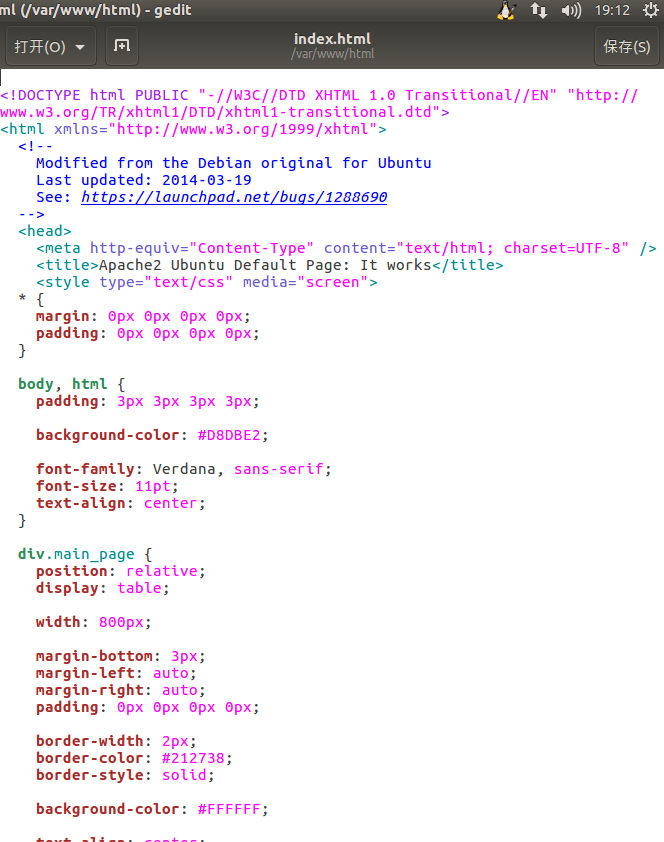 ml (/var/www/html) - gedit 19:12
打开(O) index.html 保存(S)
/var/www/html
<!DOCTYPE html PUBLIC "-//W3C//DTD XHTML 1.0 Transitional//EN" "http://
www.w3.org/TR/xhtml1/DTD/xhtml1-transitional.dtd">
<html xmlns="http://www.w3.org/1999/xhtml">
  <!--
    Modified from the Debian original for Ubuntu
    Last updated: 2014-03-19
    See: https://launchpad.net/bugs/1288690
  -->
  <head>
    <meta http-equiv="Content-Type" content="text/html; charset=UTF-8" />
    <title>Apache2 Ubuntu Default Page: It works</title>
    <style type="text/css" media="screen">
  * {
    margin: 0px 0px 0px 0px;
    padding: 0px 0px 0px 0px;
  }
  body, html {
    padding: 3px 3px 3px 3px;
    background-color: #D8DBE2;
    font-family: Verdana, sans-serif;
    font-size: 11pt;
    text-align: center;
  }
  div.main_page {
    position: relative;
    display: table;
    width: 800px;
    margin-bottom: 3px;
    margin-left: auto;
    margin-right: auto;
    padding: 0px 0px 0px 0px;
    border-width: 2px;
    border-color: #212738;
    border-style: solid;
    background-color: #FFFFFF;
    text-align: center;